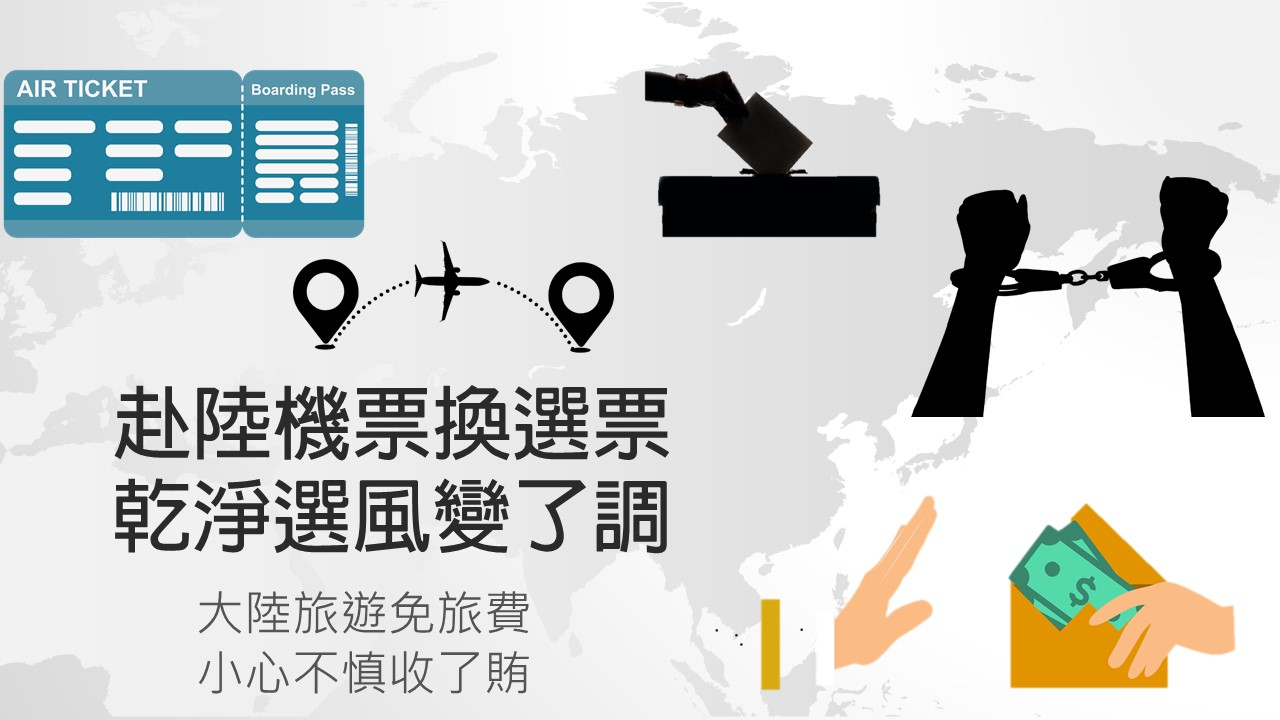 AIR TICKET
Boarding Pass
赴陸機票換選票
乾淨選風變了調
大陸旅遊免旅費
小心不慎收了賄
$